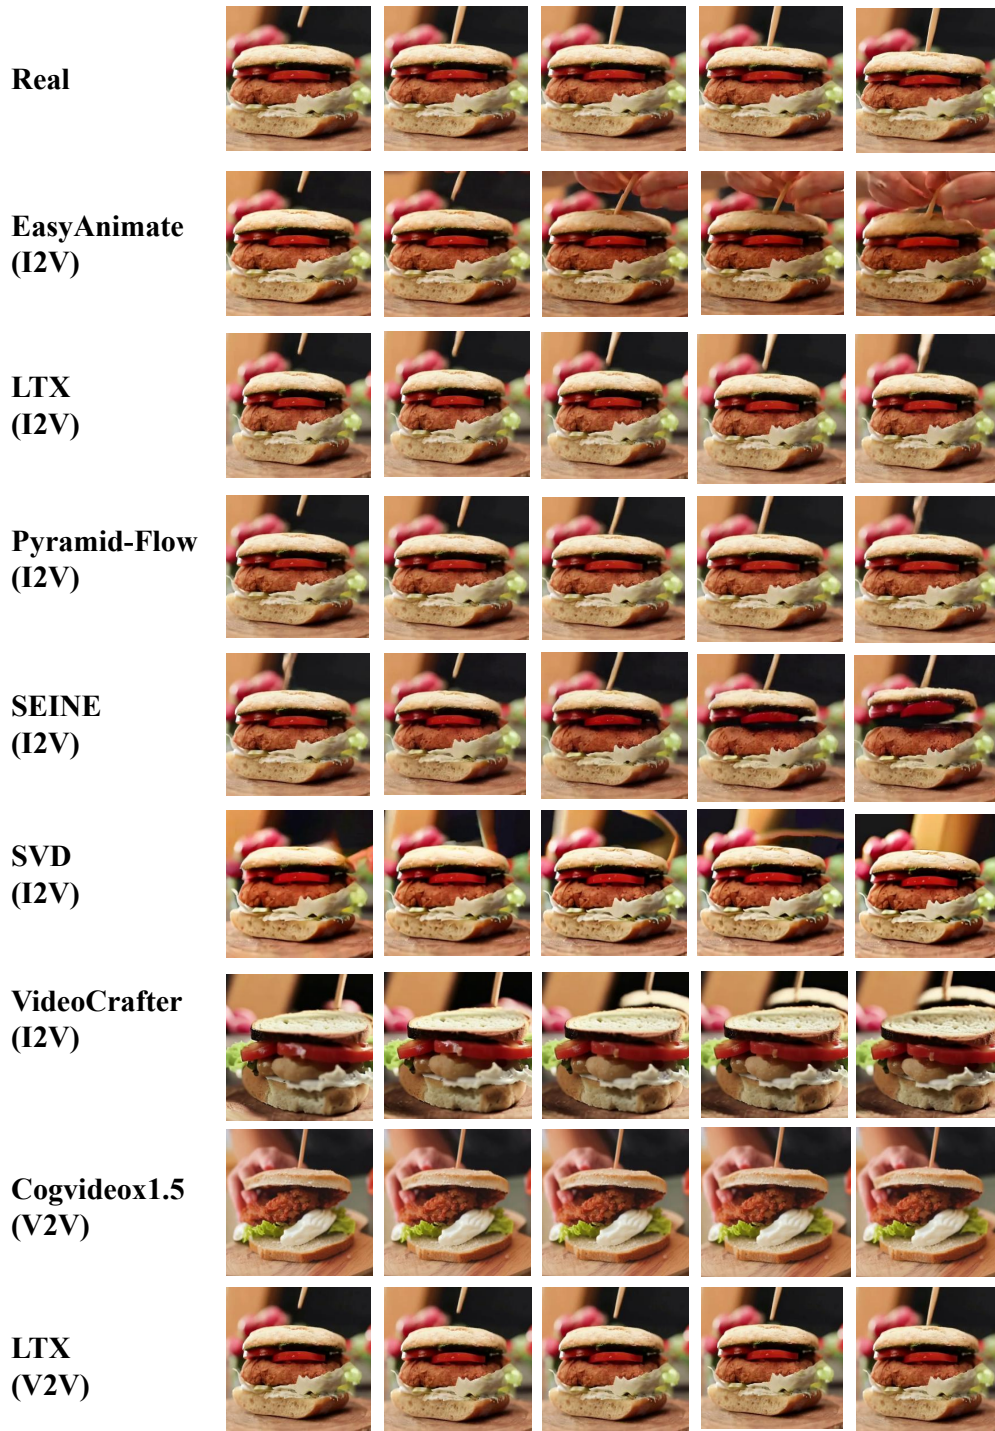 Real
EasyAnimate
(I2V)
LTX
(I2V)
Pyramid-Flow
(I2V)
SEINE
(I2V)
SVD
(I2V)
VideoCrafter
(I2V)
Cogvideox1.5
(V2V)
LTX
(V2V)